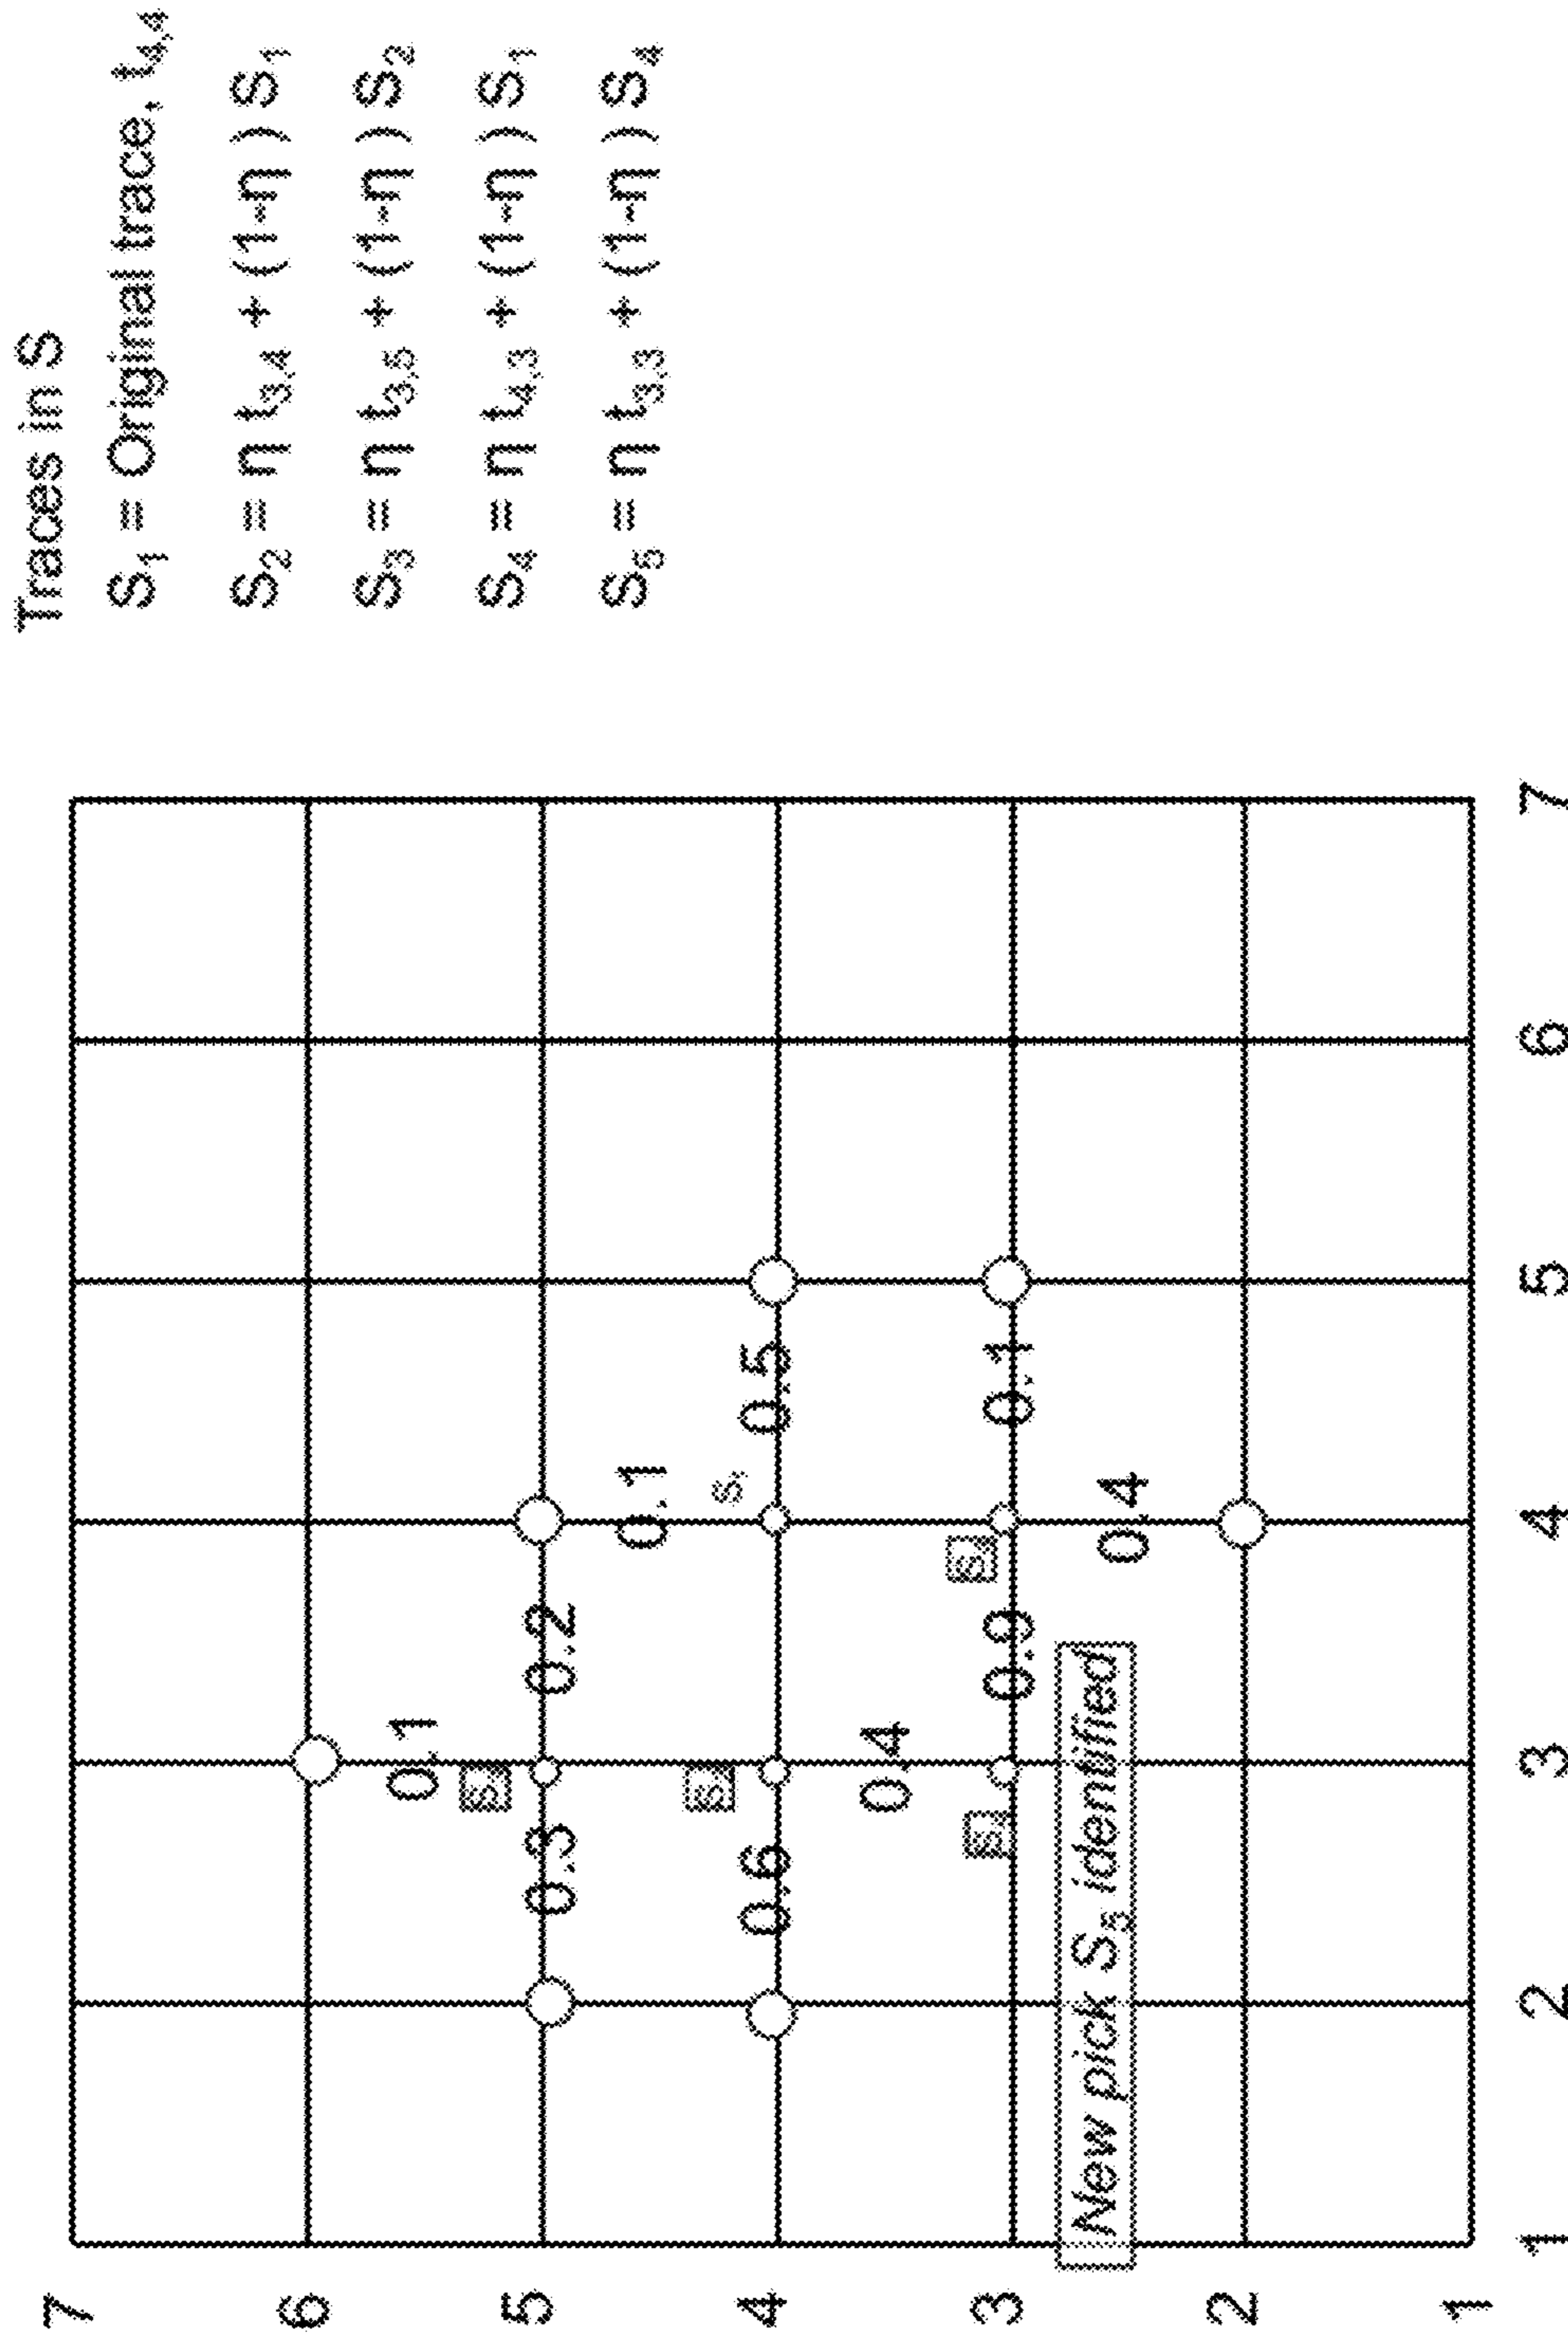 Traces in S
S₁ = Original trace, t₄,₄
S₂ = η t₃,₄ + (1-η ) S₁
S₃ = η t₃,₅ + (1-η ) S₂
S₄ = η t₄,₃ + (1-η ) S₁
S₅ = η t₃,₃ + (1-η ) S₄
7
6
5
4
3
2
1
0.1
0.3
0.2
0.1
S
S
0.6
0.5
S
S₁
0.4
0.9
0.1
S
S
0.4
New pick S₅ identified
1
2
3
4
5
6
7